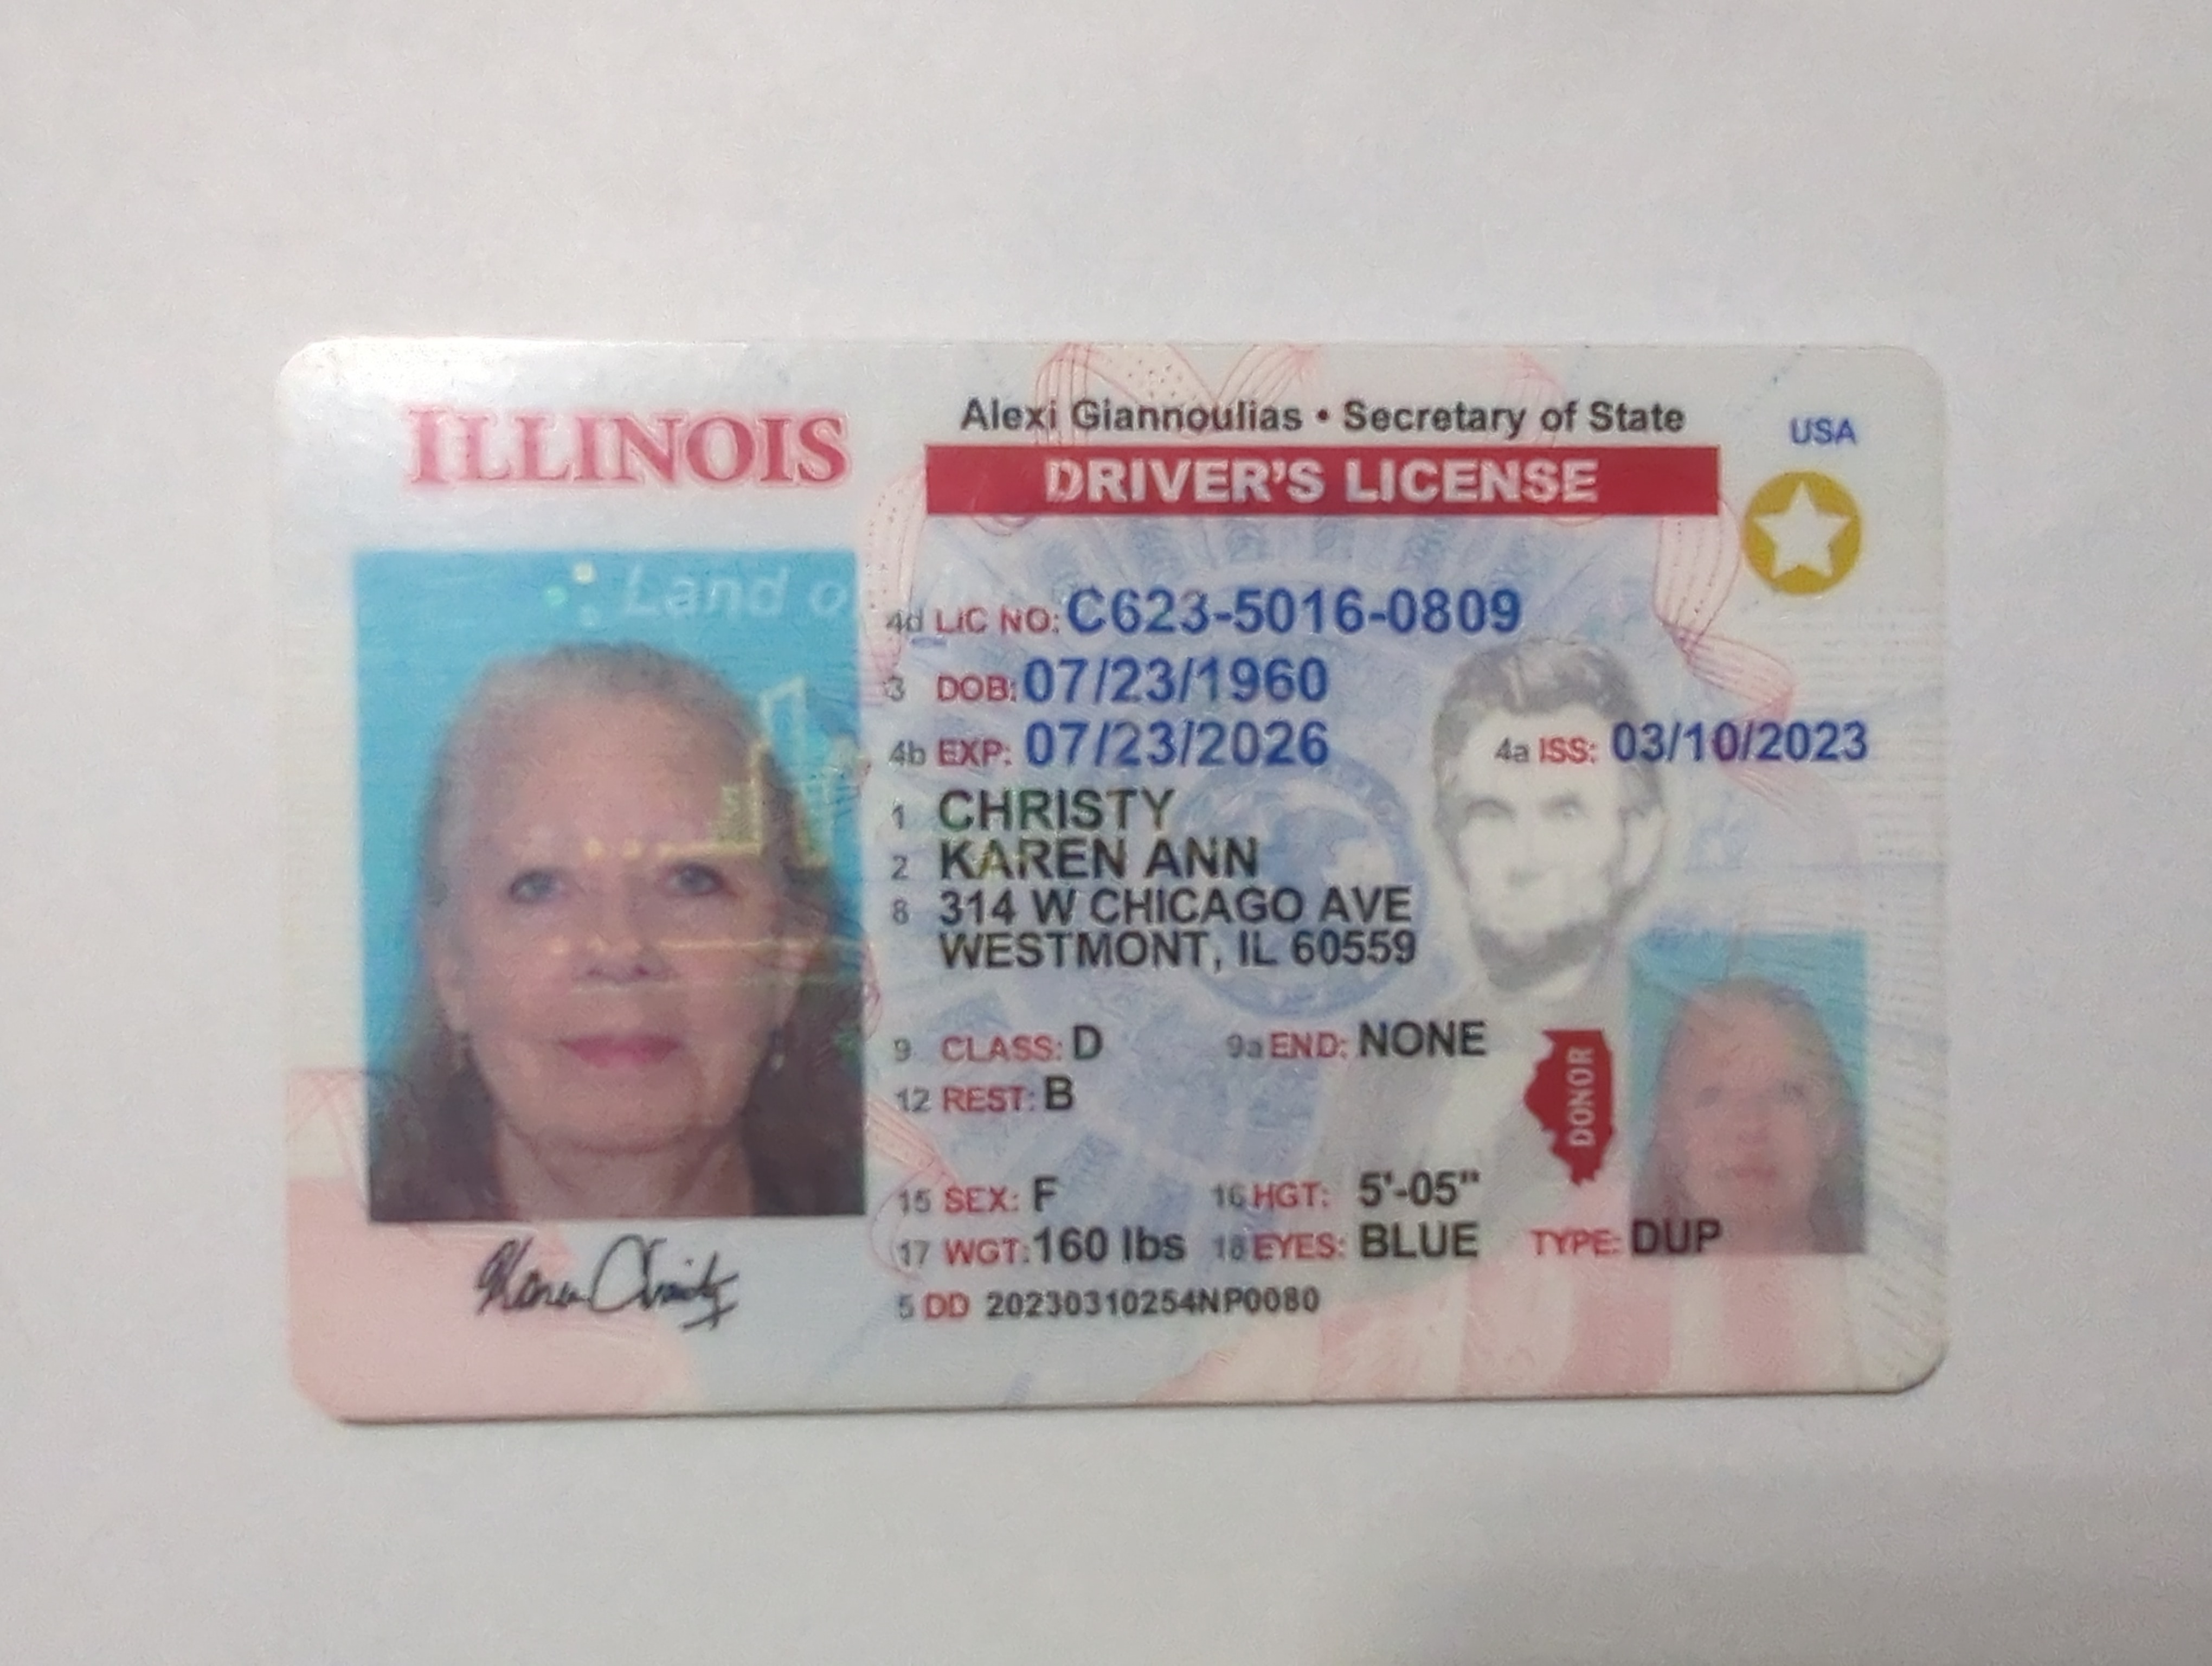 ILLINOIS
Alexi Giannoulias • Secretary of State
USA
DRIVER'S LICENSE
Land o
4d LIC NO: C623-5016-0809
3 DOB: 07/23/1960
4b EXP: 07/23/2026
4a ISS: 03/10/2023
1 CHRISTY
2 KAREN ANN
8 314 W CHICAGO AVE
WESTMONT, IL 60559
9 CLASS: D 9a END: NONE
12 REST: B
DONOR
15 SEX: F 16 HGT: 5'-05"
17 WGT: 160 lbs 18 EYES: BLUE TYPE: DUP
5 DD 20230310254NP0080
Karen Christy